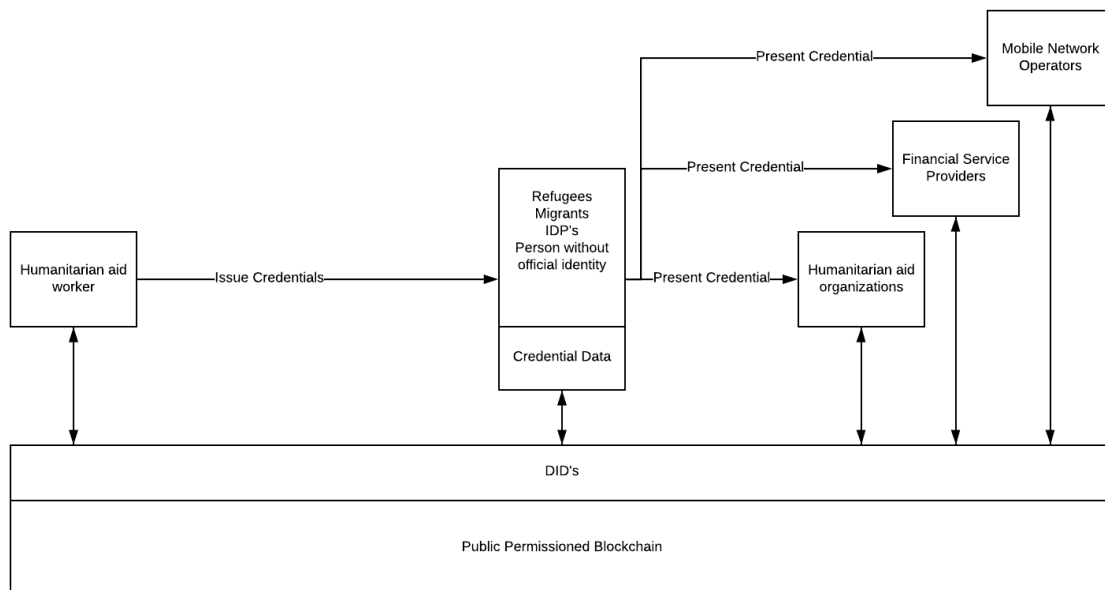 Mobile Network
Operators
Present Credential
Financial Service
Providers
Present Credential
Refugees
Migrants
IDP's
Person without
official identity
Humanitarian aid
worker
Issue Credentials
Present Credential
Humanitarian aid
organizations
Credential Data
DID's
Public Permissioned Blockchain